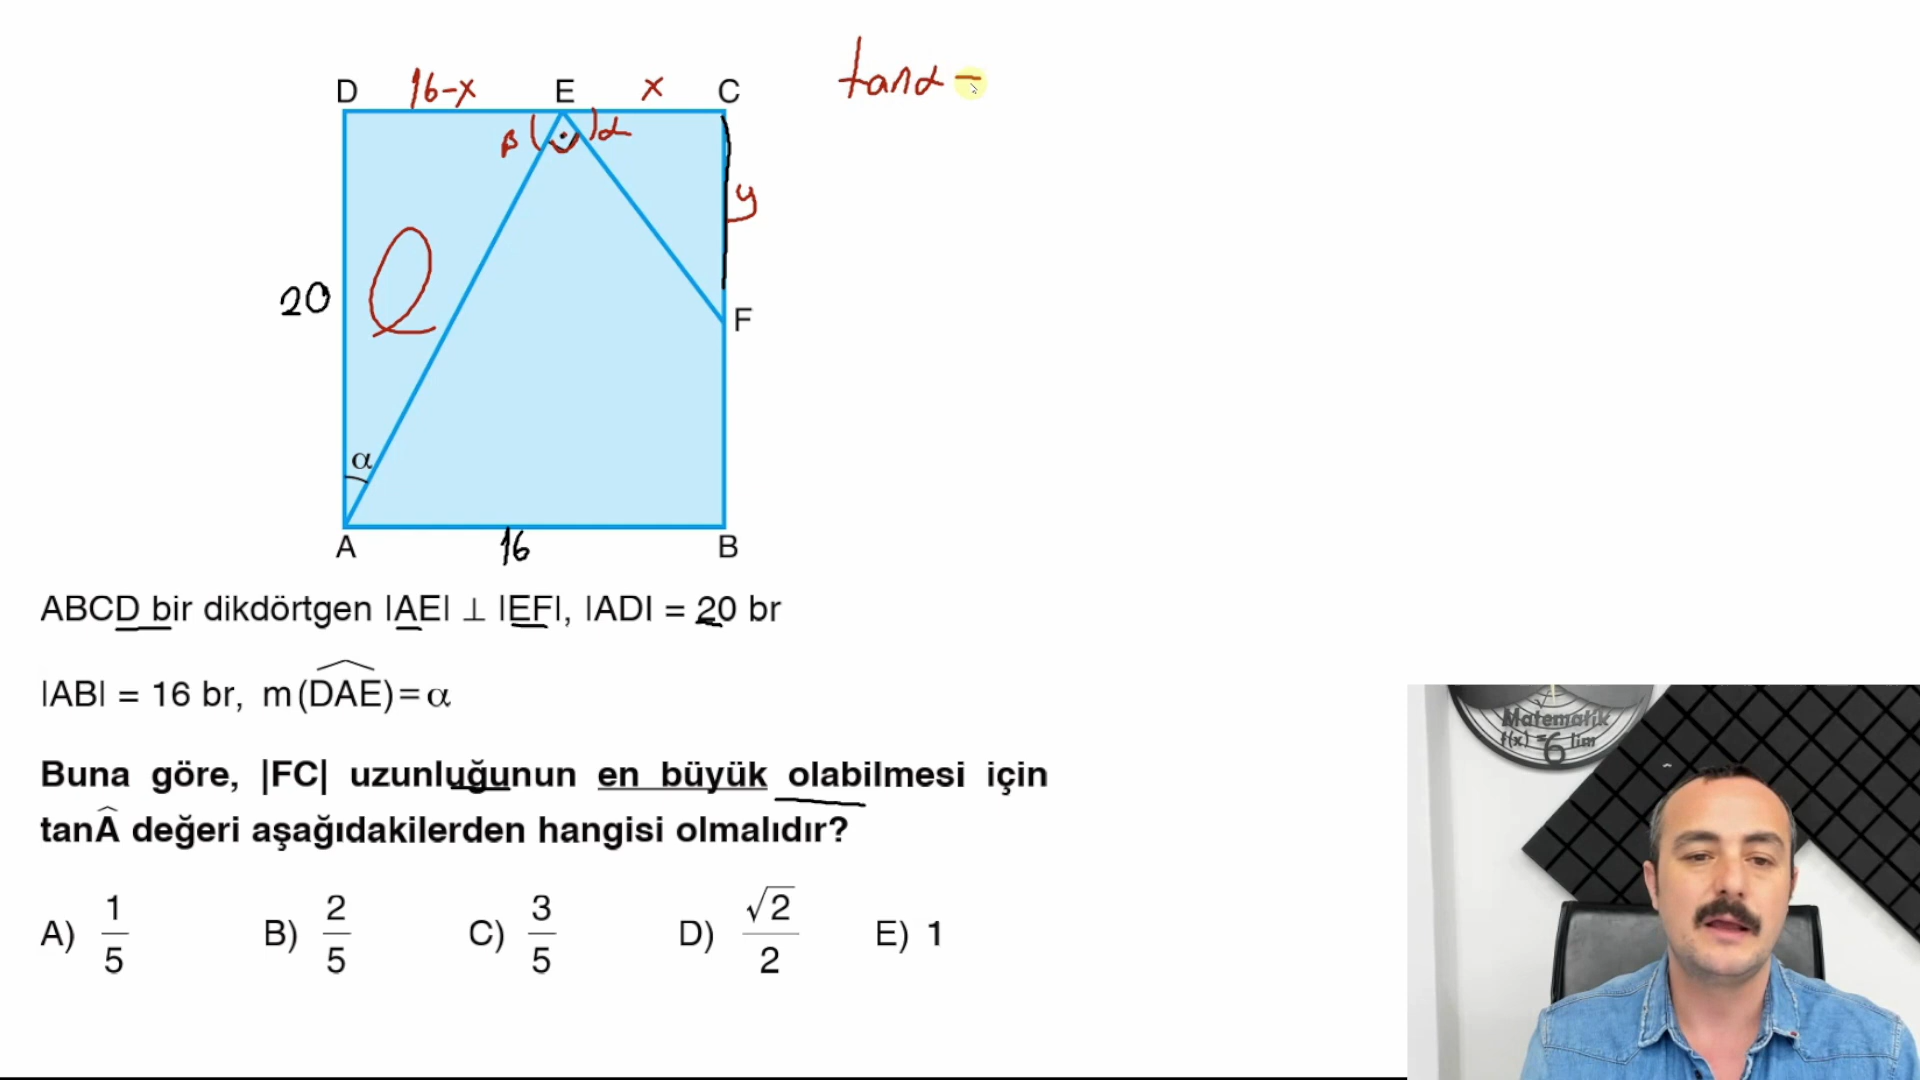 tanα =
D 16-x E x C
β α
y
20
F
α
A 16 B
ABCD bir dikdörtgen |AE| ⊥ |EF|, |AD| = 20 br
|AB| = 16 br, m(DAE) = α
Buna göre, |FC| uzunluğunun en büyük olabilmesi için
tanÂ değeri aşağıdakilerden hangisi olmalıdır?
A) 1/5 B) 2/5 C) 3/5 D) √2/2 E) 1
Matematik
f(x) = 6 lim